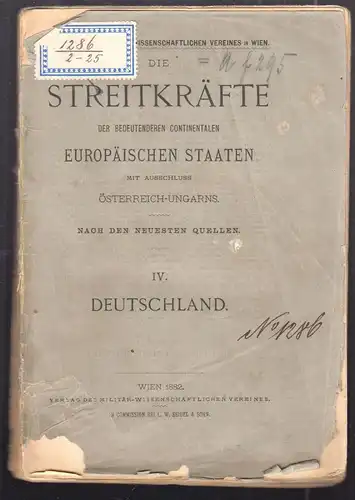 1286
2-25
WISSENSCHAFTLICHEN VEREINES IN WIEN.
DIE
STREITKRÄFTE
DER BEDEUTENDEREN CONTINENTALEN
EUROPÄISCHEN STAATEN
MIT AUSSCHLUSS
ÖSTERREICH-UNGARNS.
NACH DEN NEUESTEN QUELLEN.
IV.
DEUTSCHLAND.
No 1286
WIEN 1882.
VERLAG DES MILITÄR-WISSENSCHAFTLICHEN VEREINES.
IN COMMISSION BEI L. W. SEIDEL & SOHN.